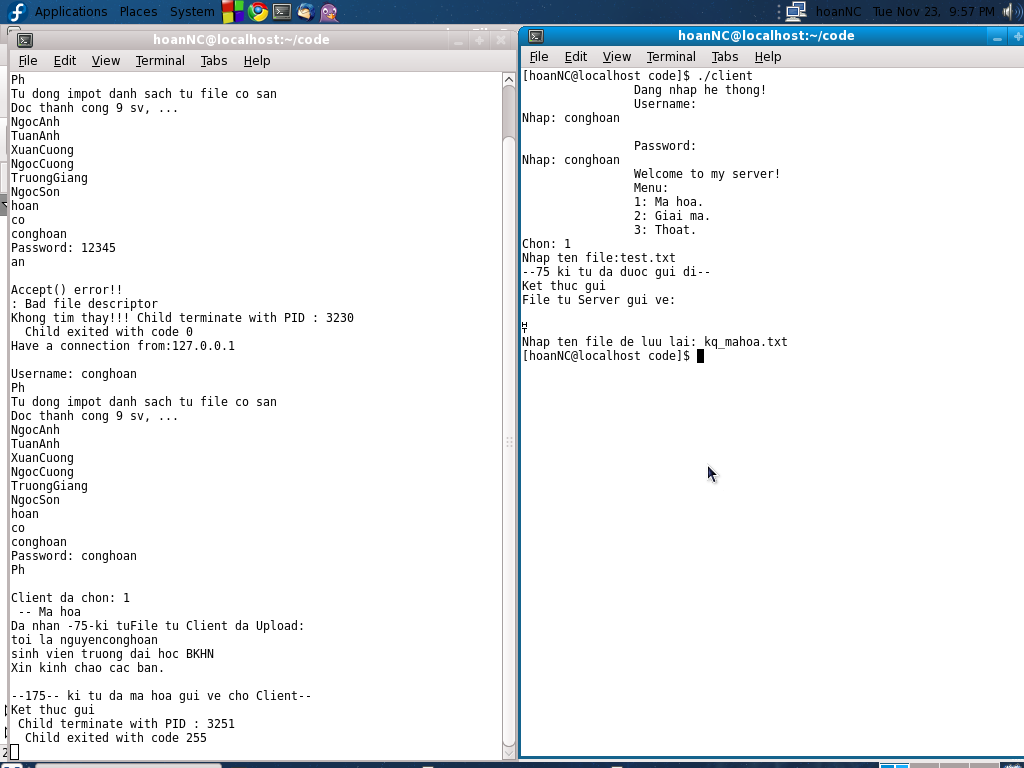 Applications Places System hoanNC Tue Nov 23, 9:57 PM
hoanNC@localhost:~/code
File Edit View Terminal Tabs Help
Ph
Tu dong impot danh sach tu file co san
Doc thanh cong 9 sv, ...
NgocAnh
TuanAnh
XuanCuong
NgocCuong
TruongGiang
NgocSon
hoan
co
conghoan
Password: 12345
an
Accept() error!!
: Bad file descriptor
Khong tim thay!!! Child terminate with PID : 3230
Child exited with code 0
Have a connection from:127.0.0.1
Username: conghoan
Ph
Tu dong impot danh sach tu file co san
Doc thanh cong 9 sv, ...
NgocAnh
TuanAnh
XuanCuong
NgocCuong
TruongGiang
NgocSon
hoan
co
conghoan
Password: conghoan
Ph
Client da chon: 1
-- Ma hoa
Da nhan -75-ki tuFile tu Client da Upload:
toi la nguyenconghoan
sinh vien truong dai hoc BKHN
Xin kinh chao cac ban.
--175-- ki tu da ma hoa gui ve cho Client--
Ket thuc gui
Child terminate with PID : 3251
Child exited with code 255
hoanNC@localhost:~/code
File Edit View Terminal Tabs Help
[hoanNC@localhost code]$ ./client
Dang nhap he thong!
Username:
Nhap: conghoan
Password:
Nhap: conghoan
Welcome to my server!
Menu:
1: Ma hoa.
2: Giai ma.
3: Thoat.
Chon: 1
Nhap ten file:test.txt
--75 ki tu da duoc gui di--
Ket thuc gui
File tu Server gui ve:
Nhap ten file de luu lai: kq_mahoa.txt
[hoanNC@localhost code]$